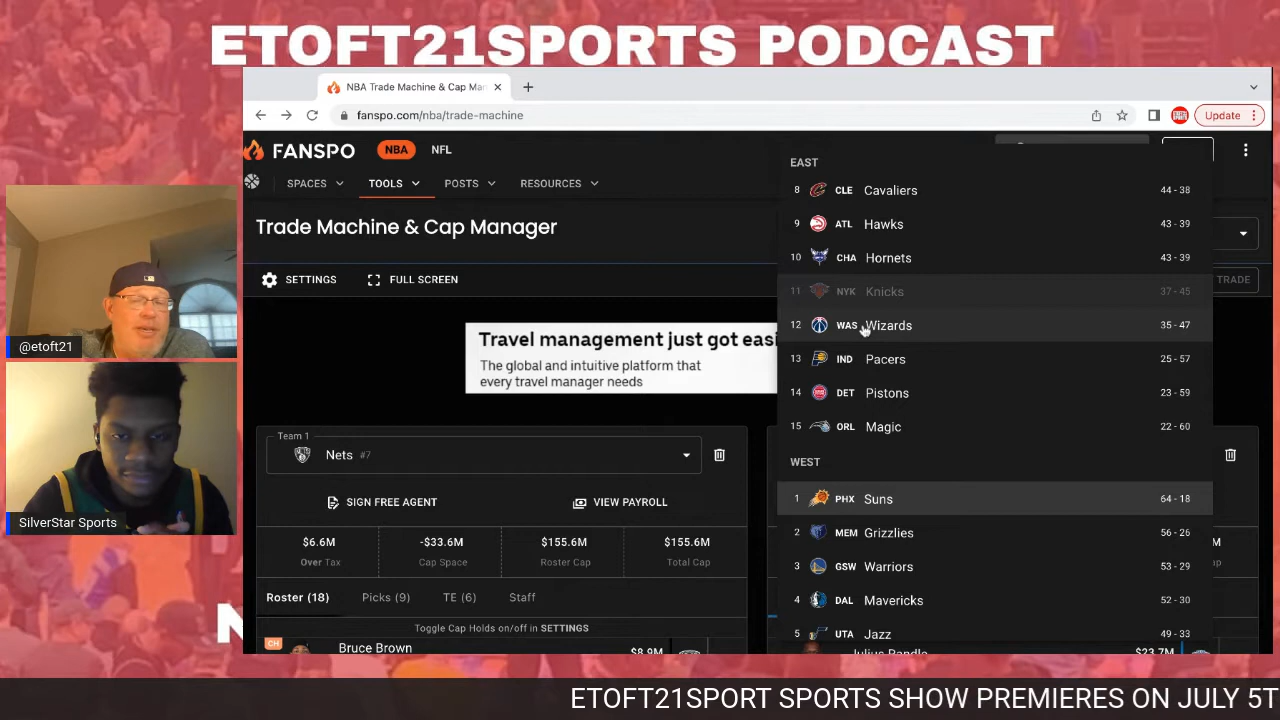 ETOFT21SPORTS PODCAST
NBA Trade Machine & Cap Man
fanspo.com/nba/trade-machine
Update
FANSPO
NBA
NFL
SPACES
TOOLS
POSTS
RESOURCES
Trade Machine & Cap Manager
SETTINGS
FULL SCREEN
TRADE
Travel management just got easi
The global and intuitive platform that
every travel manager needs
EAST
8 CLE Cavaliers 44 - 38
9 ATL Hawks 43 - 39
10 CHA Hornets 43 - 39
11 NYK Knicks 37 - 45
12 WAS Wizards 35 - 47
13 IND Pacers 25 - 57
14 DET Pistons 23 - 59
15 ORL Magic 22 - 60
WEST
1 PHX Suns 64 - 18
2 MEM Grizzlies 56 - 26
3 GSW Warriors 53 - 29
4 DAL Mavericks 52 - 30
5 UTA Jazz 49 - 33
Team 1
Nets #7
SIGN FREE AGENT
VIEW PAYROLL
$6.6M -$33.6M $155.6M $155.6M
Over Tax Cap Space Roster Cap Total Cap
Roster (18) Picks (9) TE (6) Staff
Toggle Cap Holds on/off in SETTINGS
CH
Bruce Brown
$8.9M
Julius Randle
$23.7M
@etoft21
SilverStar Sports
ETOFT21SPORT SPORTS SHOW PREMIERES ON JULY 5T